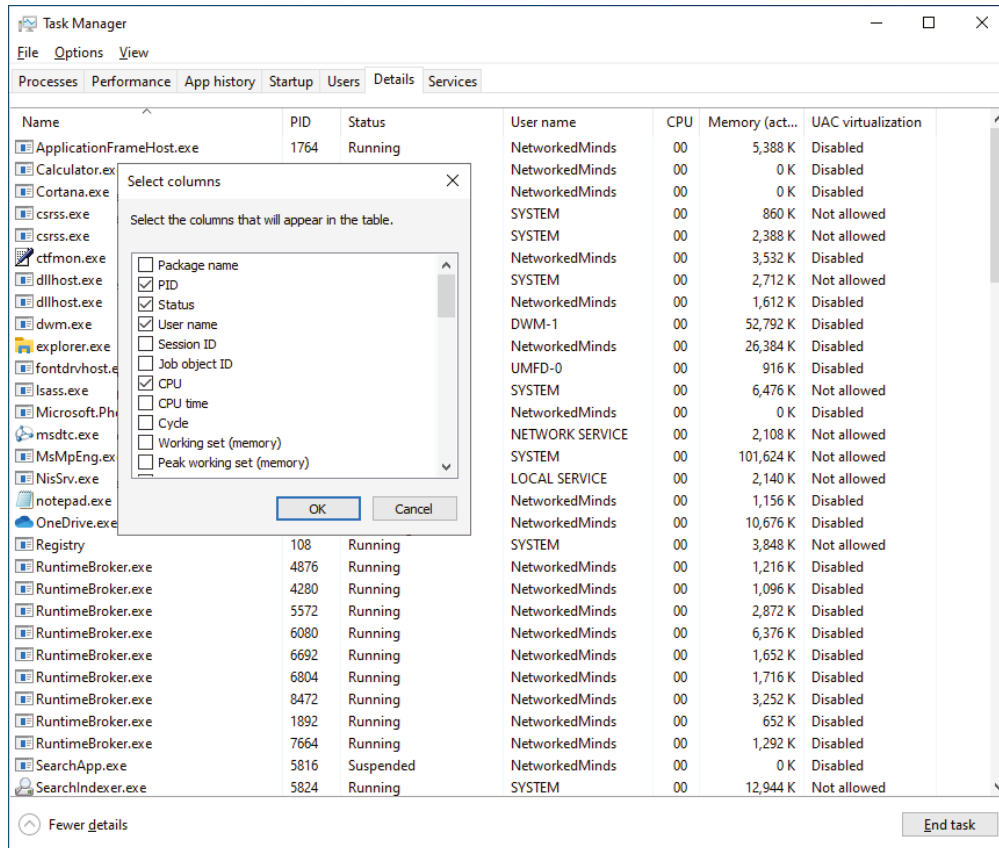 Task Manager
File Options View
Processes Performance App history Startup Users Details Services
Name PID Status User name CPU Memory (act... UAC virtualization
ApplicationFrameHost.exe 1764 Running NetworkedMinds 00 5,388 K Disabled
Calculator.ex NetworkedMinds 00 0 K Disabled
Cortana.exe NetworkedMinds 00 0 K Disabled
csrss.exe SYSTEM 00 860 K Not allowed
csrss.exe SYSTEM 00 2,388 K Not allowed
ctfmon.exe NetworkedMinds 00 3,532 K Disabled
dllhost.exe SYSTEM 00 2,712 K Not allowed
dllhost.exe NetworkedMinds 00 1,612 K Disabled
dwm.exe DWM-1 00 52,792 K Disabled
explorer.exe NetworkedMinds 00 26,384 K Disabled
fontdrvhost.e UMFD-0 00 916 K Disabled
lsass.exe SYSTEM 00 6,476 K Not allowed
Microsoft.Pho NetworkedMinds 00 0 K Disabled
msdtc.exe NETWORK SERVICE 00 2,108 K Not allowed
MsMpEng.ex SYSTEM 00 101,624 K Not allowed
NisSrv.exe LOCAL SERVICE 00 2,140 K Not allowed
notepad.exe NetworkedMinds 00 1,156 K Disabled
OneDrive.exe NetworkedMinds 00 10,676 K Disabled
Registry 108 Running SYSTEM 00 3,848 K Not allowed
RuntimeBroker.exe 4876 Running NetworkedMinds 00 1,216 K Disabled
RuntimeBroker.exe 4280 Running NetworkedMinds 00 1,096 K Disabled
RuntimeBroker.exe 5572 Running NetworkedMinds 00 2,872 K Disabled
RuntimeBroker.exe 6080 Running NetworkedMinds 00 6,376 K Disabled
RuntimeBroker.exe 6692 Running NetworkedMinds 00 1,652 K Disabled
RuntimeBroker.exe 6804 Running NetworkedMinds 00 1,716 K Disabled
RuntimeBroker.exe 8472 Running NetworkedMinds 00 3,252 K Disabled
RuntimeBroker.exe 1892 Running NetworkedMinds 00 652 K Disabled
RuntimeBroker.exe 7664 Running NetworkedMinds 00 1,292 K Disabled
SearchApp.exe 5816 Suspended NetworkedMinds 00 0 K Disabled
SearchIndexer.exe 5824 Running SYSTEM 00 12,944 K Not allowed
Select columns
Select the columns that will appear in the table.
Package name
PID
Status
User name
Session ID
Job object ID
CPU
CPU time
Cycle
Working set (memory)
Peak working set (memory)
OK Cancel
Fewer details End task